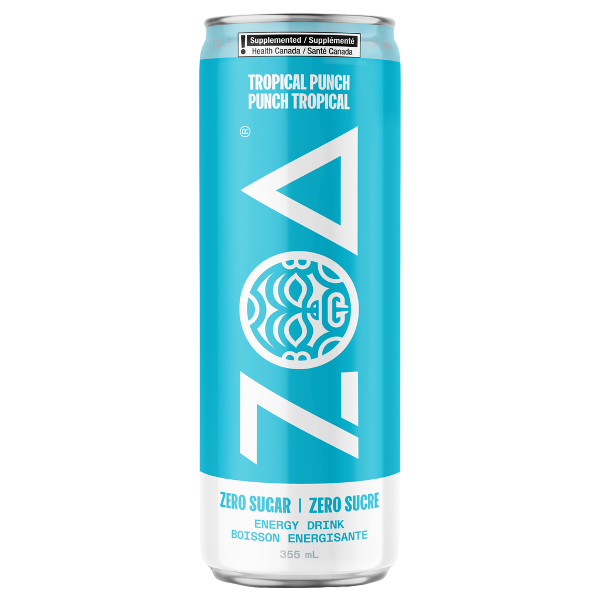 ! Supplemented / Supplémenté
Health Canada / Santé Canada
TROPICAL PUNCH
PUNCH TROPICAL
ZOA®
ZERO SUGAR | ZERO SUCRE
ENERGY DRINK
BOISSON ENERGISANTE
355 mL